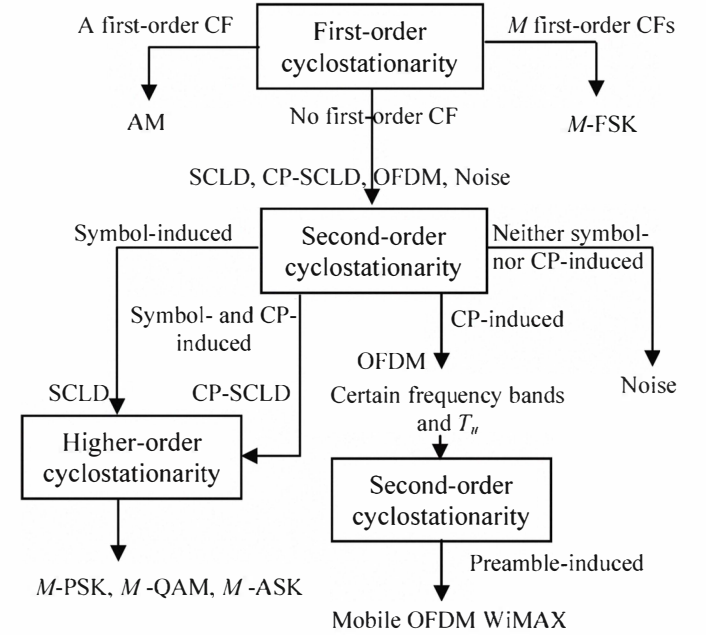 A first-order CF
First-order
cyclostationarity
M first-order CFs
AM
No first-order CF
M-FSK
SCLD, CP-SCLD, OFDM, Noise
Symbol-induced
Second-order
cyclostationarity
Neither symbol-
nor CP-induced
Symbol- and CP-
induced
CP-induced
OFDM
Noise
SCLD
CP-SCLD
Certain frequency bands
and Tu
Higher-order
cyclostationarity
Second-order
cyclostationarity
Preamble-induced
M-PSK, M -QAM, M -ASK
Mobile OFDM WiMAX